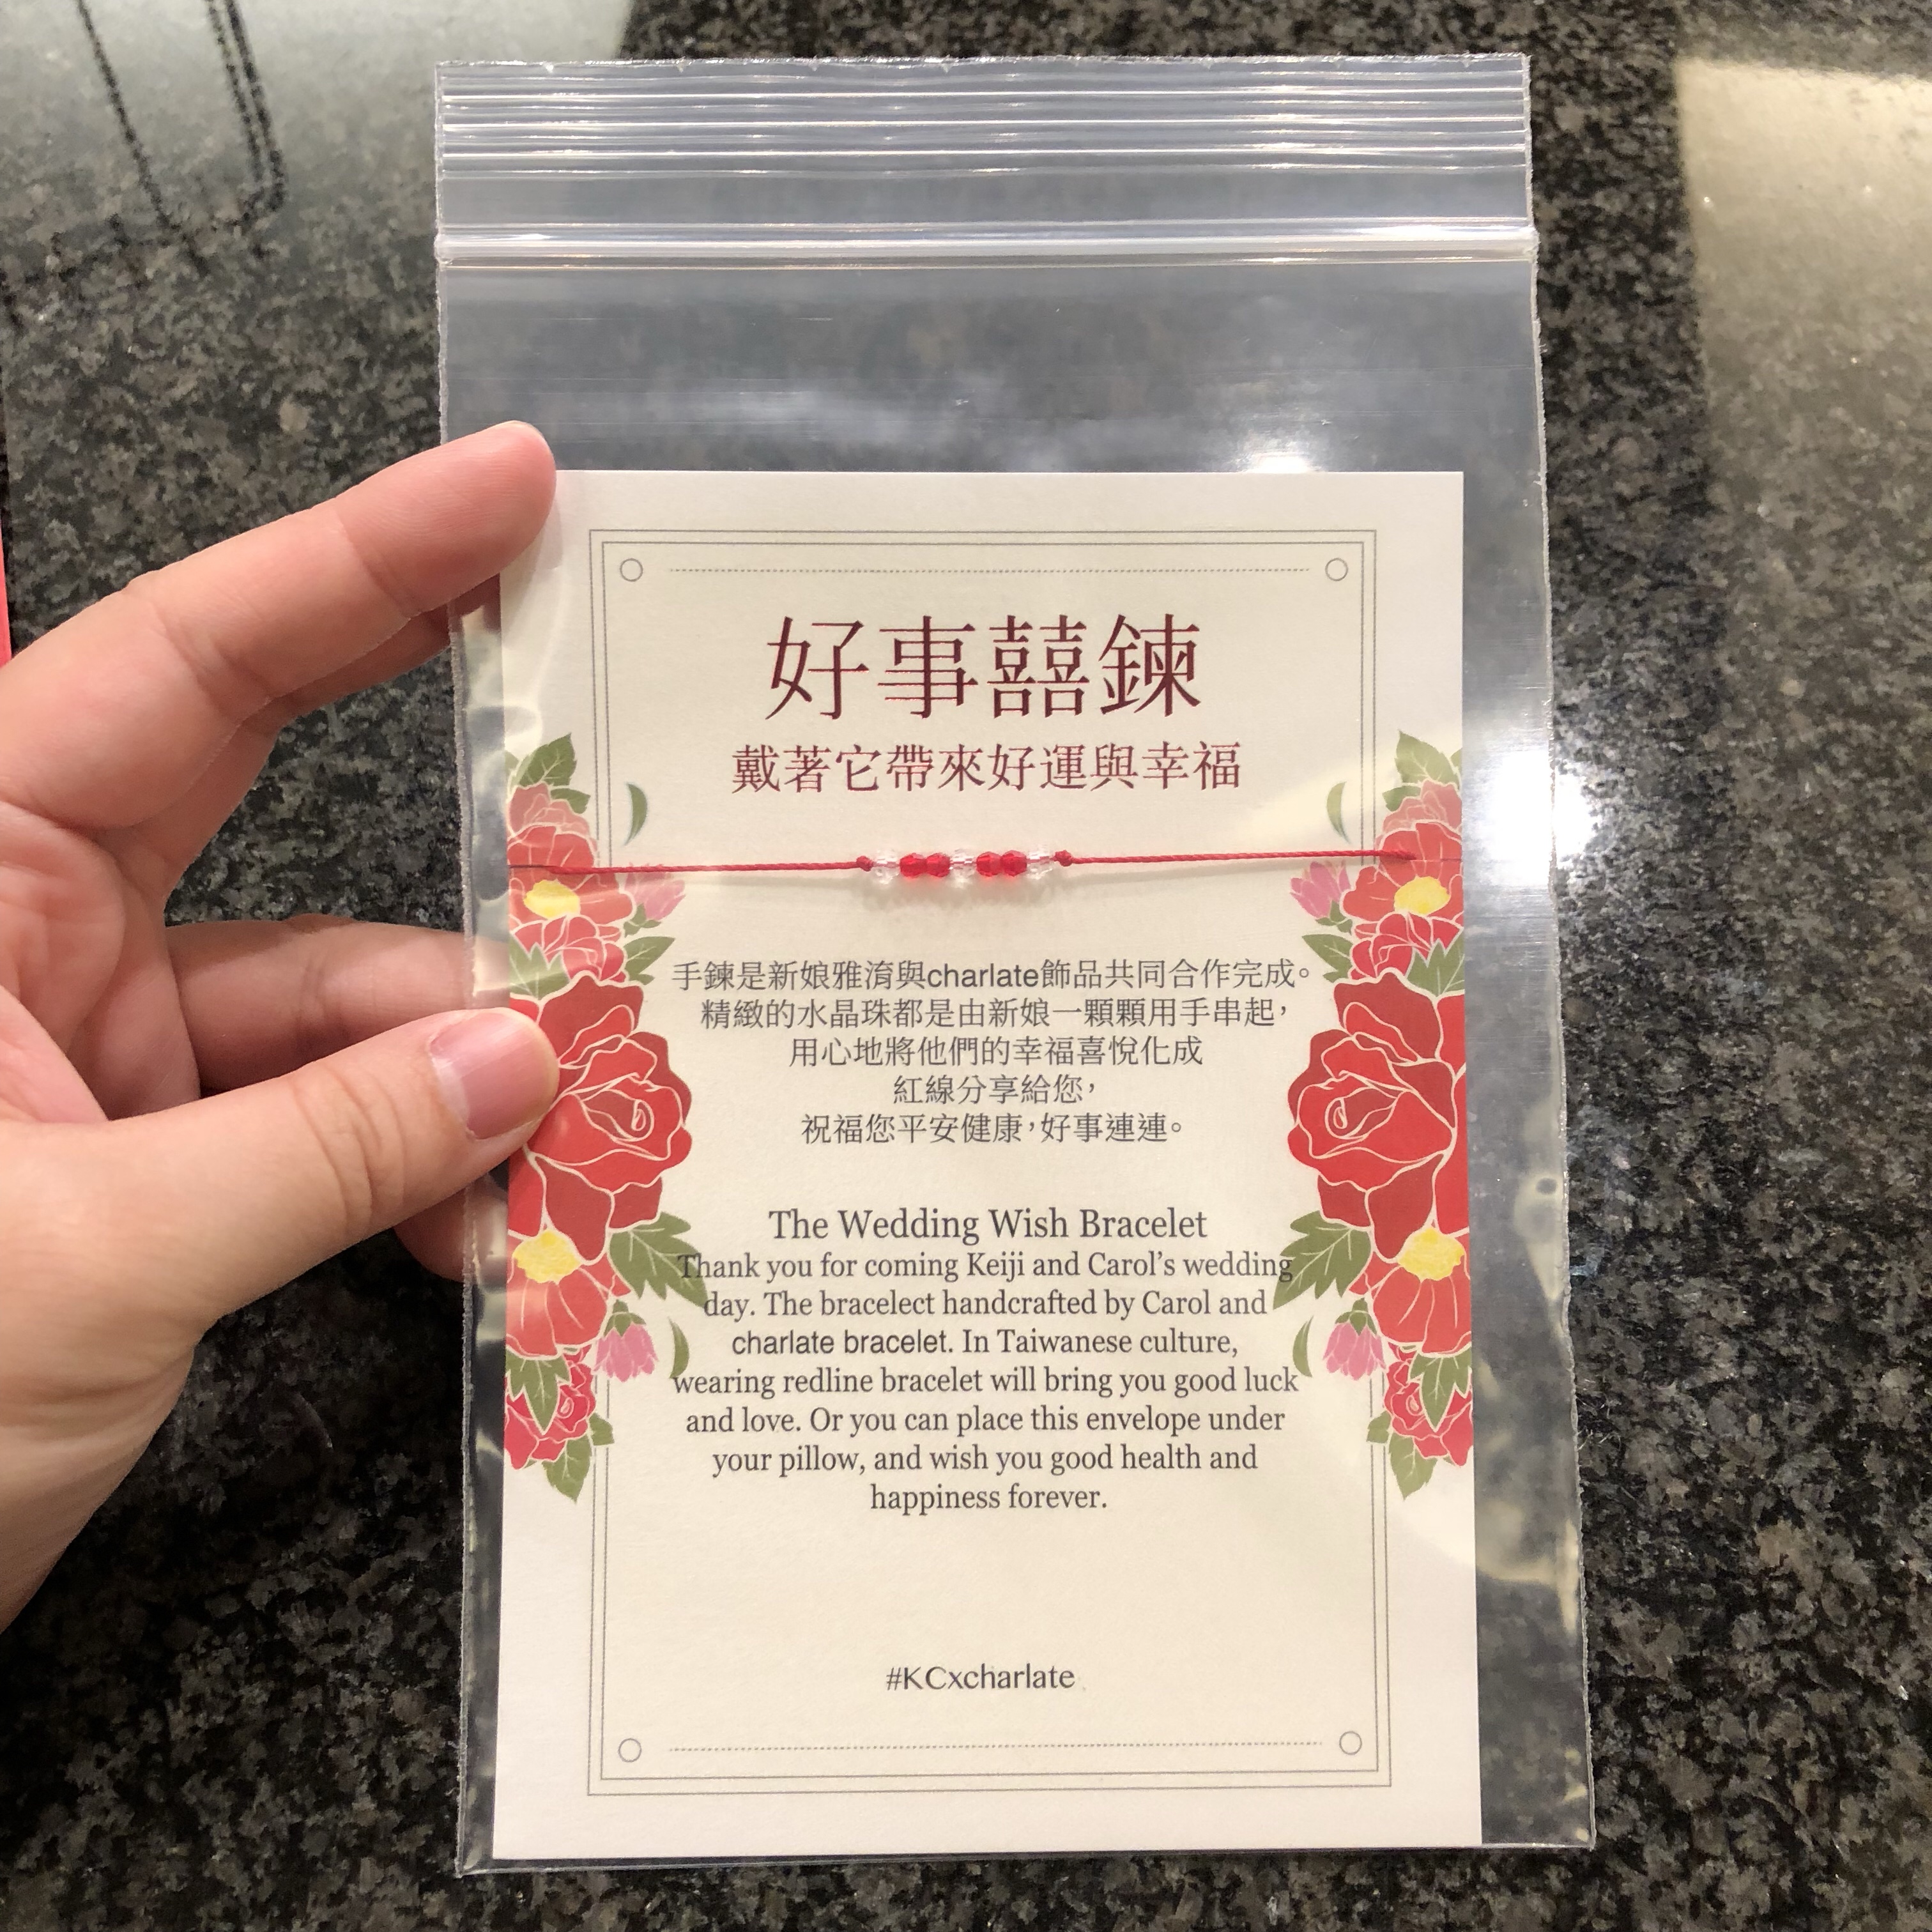 好事囍鍊
戴著它帶來好運與幸福
手鍊是新娘雅淯與charlate飾品共同合作完成。
精緻的水晶珠都是由新娘一顆顆用手串起，
用心地將他們的幸福喜悅化成
紅線分享給您，
祝福您平安健康，好事連連。
The Wedding Wish Bracelet
Thank you for coming Keiji and Carol’s wedding
day. The bracelect handcrafted by Carol and
charlate bracelet. In Taiwanese culture,
wearing redline bracelet will bring you good luck
and love. Or you can place this envelope under
your pillow, and wish you good health and
happiness forever.
#KCxcharlate